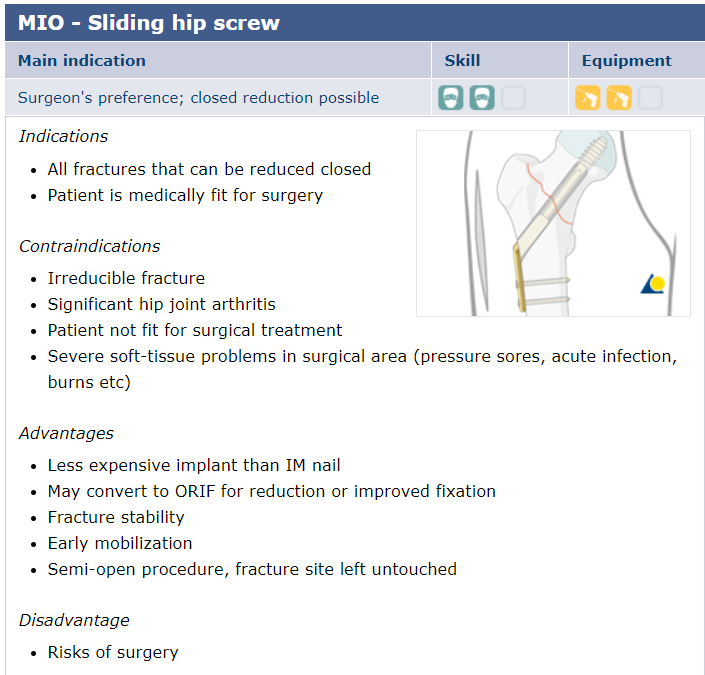 MIO - Sliding hip screw
Main indication Skill Equipment
Surgeon's preference; closed reduction possible
Indications
All fractures that can be reduced closed
Patient is medically fit for surgery
Contraindications
Irreducible fracture
Significant hip joint arthritis
Patient not fit for surgical treatment
Severe soft-tissue problems in surgical area (pressure sores, acute infection,
burns etc)
Advantages
Less expensive implant than IM nail
May convert to ORIF for reduction or improved fixation
Fracture stability
Early mobilization
Semi-open procedure, fracture site left untouched
Disadvantage
Risks of surgery